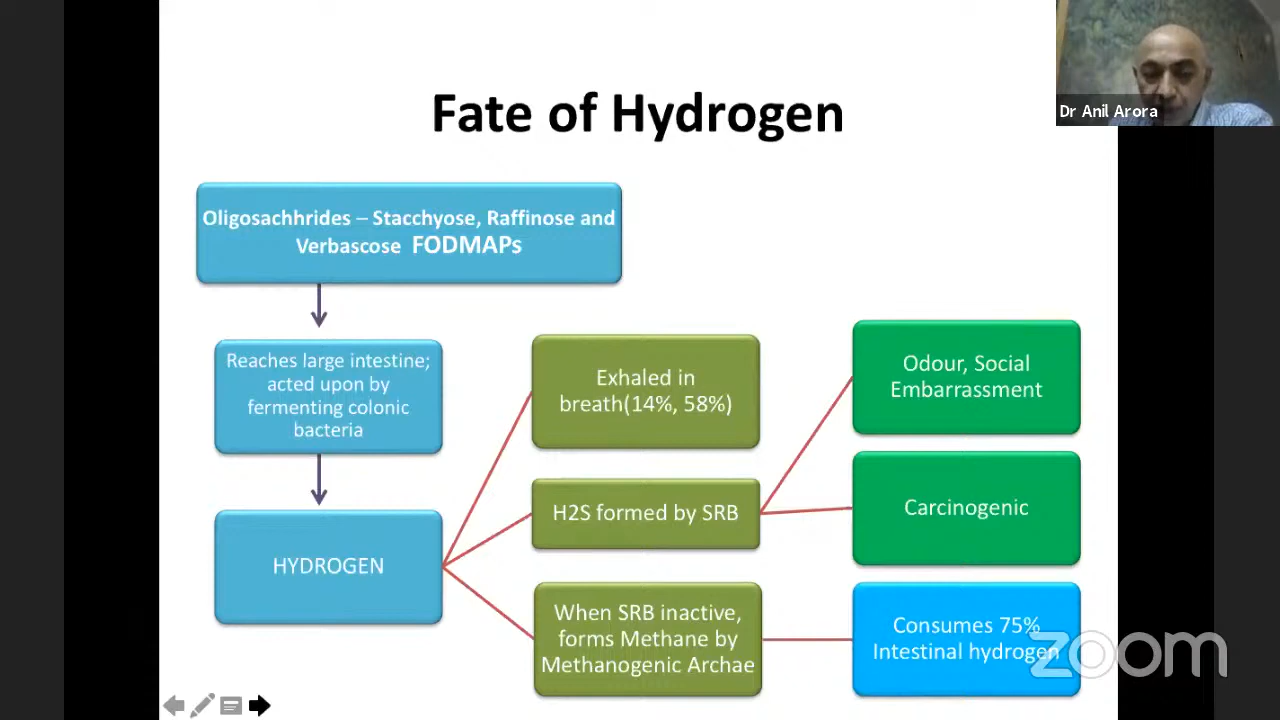 Fate of Hydrogen
Dr Anil Arora
Oligosachhrides – Stacchyose, Raffinose and
Verbascose FODMAPs
Reaches large intestine;
acted upon by
fermenting colonic
bacteria
HYDROGEN
Exhaled in
breath(14%, 58%)
H2S formed by SRB
When SRB inactive,
forms Methane by
Methanogenic Archae
Odour, Social
Embarrassment
Carcinogenic
Consumes 75%
Intestinal hydrogen
zoom